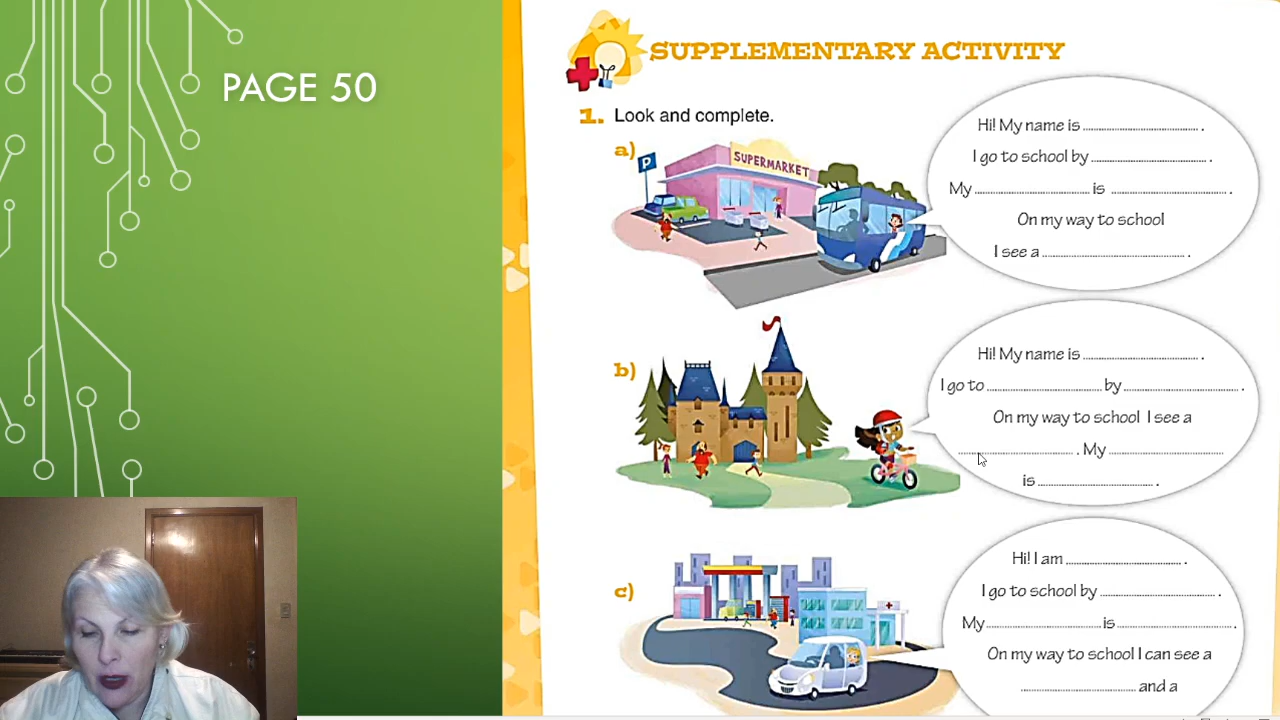 PAGE 50
SUPPLEMENTARY ACTIVITY
1. Look and complete.
a)
P
SUPERMARKET
Hi! My name is .................... .
I go to school by .................... .
My .................... is .................... .
On my way to school
I see a .................... .
b)
Hi! My name is .................... .
I go to .................... by .................... .
On my way to school I see a
.................... . My ....................
is .................... .
c)
Hi! I am .................... .
I go to school by .................... .
My .................... is .................... .
On my way to school I can see a
.................... and a